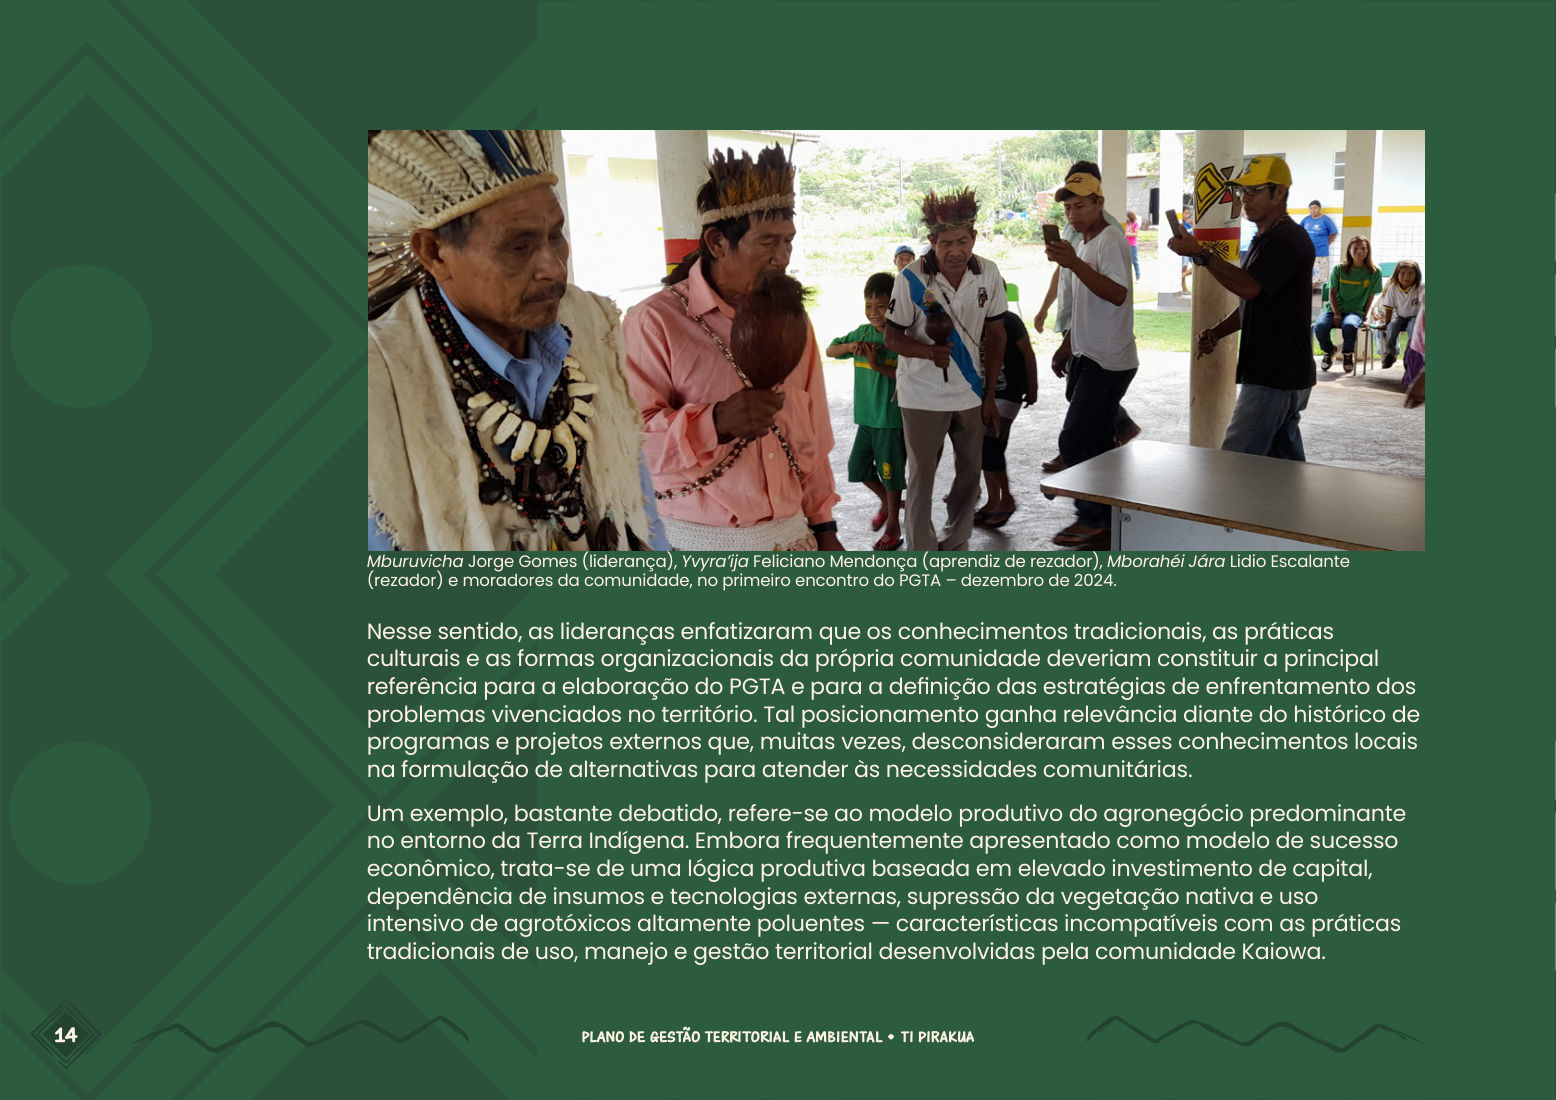 Mburuvicha Jorge Gomes (liderança), Yvyra'ija Feliciano Mendonça (aprendiz de rezador), Mborahéi Jára Lidio Escalante
(rezador) e moradores da comunidade, no primeiro encontro do PGTA – dezembro de 2024.
Nesse sentido, as lideranças enfatizaram que os conhecimentos tradicionais, as práticas
culturais e as formas organizacionais da própria comunidade deveriam constituir a principal
referência para a elaboração do PGTA e para a definição das estratégias de enfrentamento dos
problemas vivenciados no território. Tal posicionamento ganha relevância diante do histórico de
programas e projetos externos que, muitas vezes, desconsideraram esses conhecimentos locais
na formulação de alternativas para atender às necessidades comunitárias.
Um exemplo, bastante debatido, refere-se ao modelo produtivo do agronegócio predominante
no entorno da Terra Indígena. Embora frequentemente apresentado como modelo de sucesso
econômico, trata-se de uma lógica produtiva baseada em elevado investimento de capital,
dependência de insumos e tecnologias externas, supressão da vegetação nativa e uso
intensivo de agrotóxicos altamente poluentes — características incompatíveis com as práticas
tradicionais de uso, manejo e gestão territorial desenvolvidas pela comunidade Kaiowa.
14
PLANO DE GESTÃO TERRITORIAL E AMBIENTAL • TI PIRAKUA